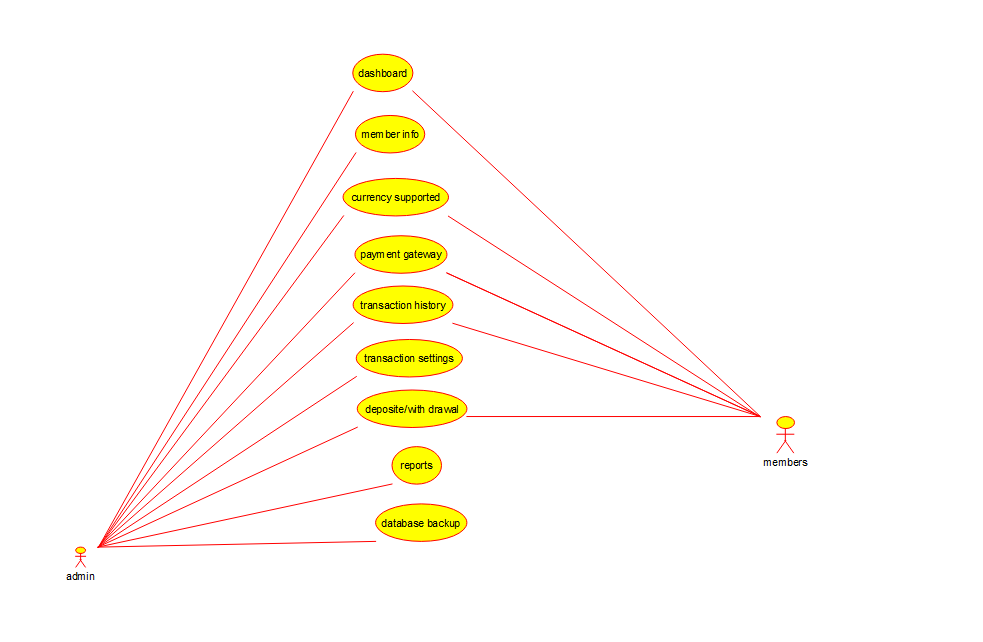 dashboard
member info
currency supported
payment gateway
transaction history
transaction settings
deposite/with drawal
reports
members
database backup
admin